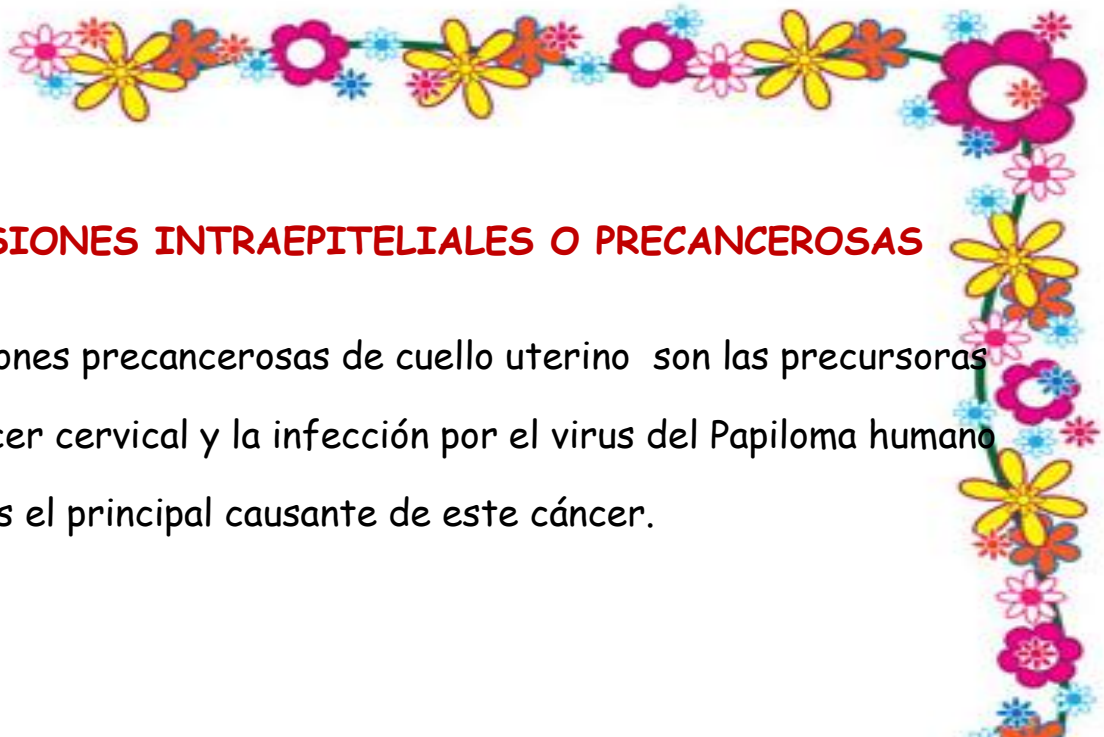 SIONES INTRAEPITELIALES O PRECANCEROSAS
ones precancerosas de cuello uterino son las precursoras
cer cervical y la infección por el virus del Papiloma humano
s el principal causante de este cáncer.